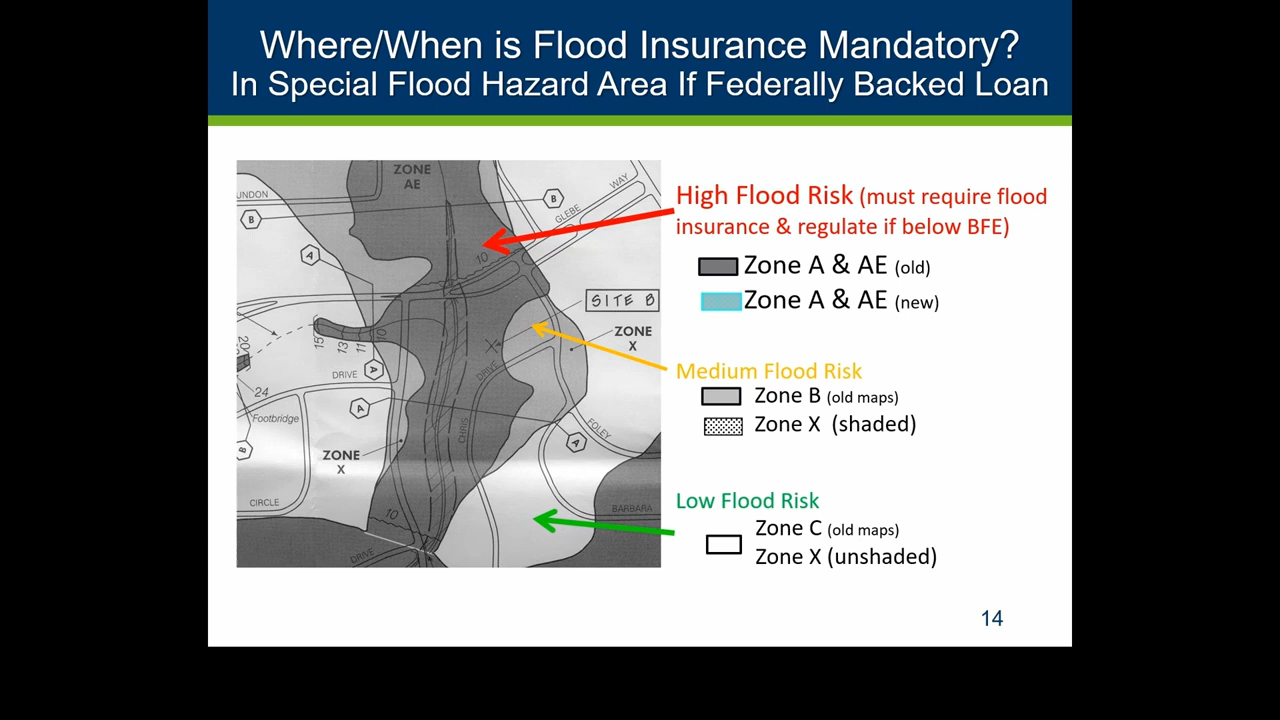 Where/When is Flood Insurance Mandatory?
In Special Flood Hazard Area If Federally Backed Loan
ZONE
AE
UNDON
B
B
WAY
GLEBE
A
10
SITE B
ZONE
X
15
13
11
10
20
DRIVE
A
DRIVE
24
A
Footbridge
CHRIS
FOLEY
A
B
ZONE
X
CIRCLE
10
BARBARA
DRIVE
High Flood Risk (must require flood
insurance & regulate if below BFE)
Zone A & AE (old)
Zone A & AE (new)
Medium Flood Risk
Zone B (old maps)
Zone X (shaded)
Low Flood Risk
Zone C (old maps)
Zone X (unshaded)
14